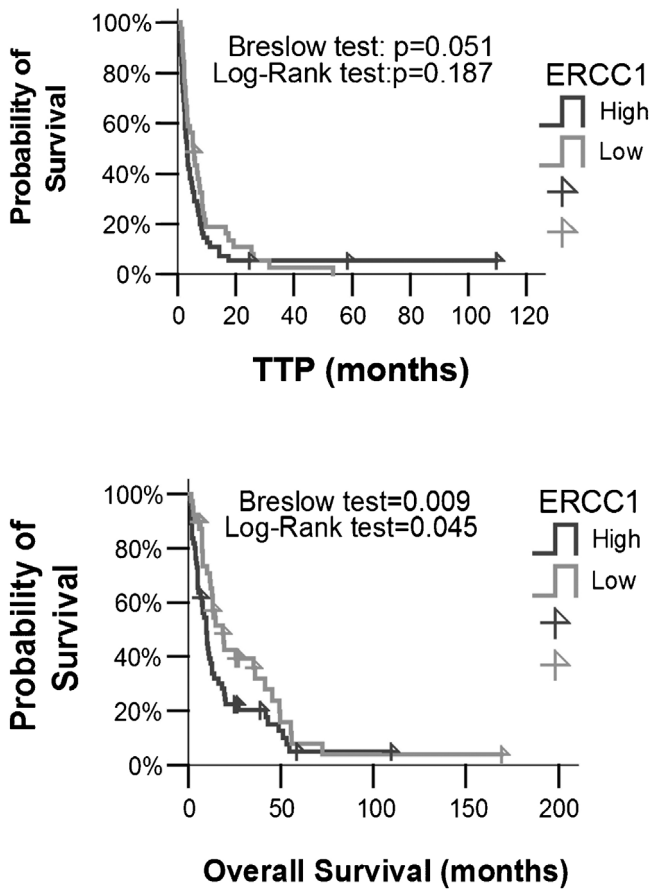 Probability of
Survival
100%
80%
60%
40%
20%
0%
Breslow test: p=0.051
Log-Rank test:p=0.187
ERCC1
High
Low
0 20 40 60 80 100 120
TTP (months)
Probability of
Survival
100%
80%
60%
40%
20%
0%
Breslow test=0.009
Log-Rank test=0.045
ERCC1
High
Low
0 50 100 150 200
Overall Survival (months)